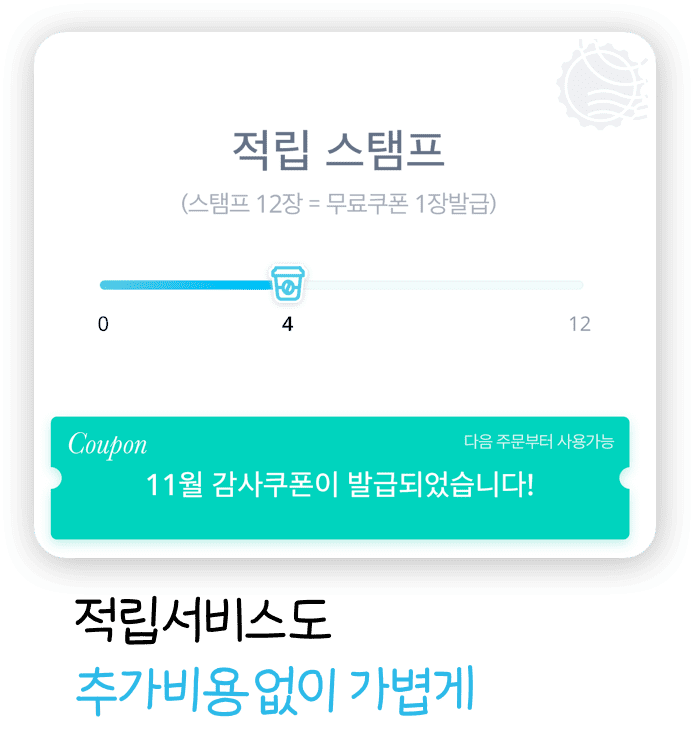 적립 스탬프
(스탬프 12장 = 무료쿠폰 1장발급)
0 4 12
Coupon 다음 주문부터 사용가능
11월 감사쿠폰이 발급되었습니다!
적립서비스도
추가비용 없이 가볍게